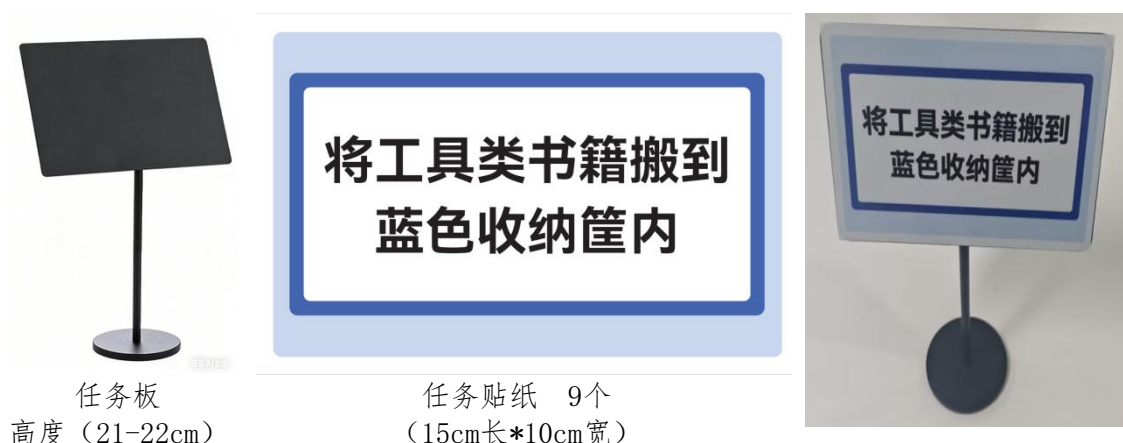 将工具类书籍搬到
蓝色收纳筐内
将工具类书籍搬到
蓝色收纳筐内
任务板
高度（21-22cm）
任务贴纸 9个
（15cm长*10cm宽）